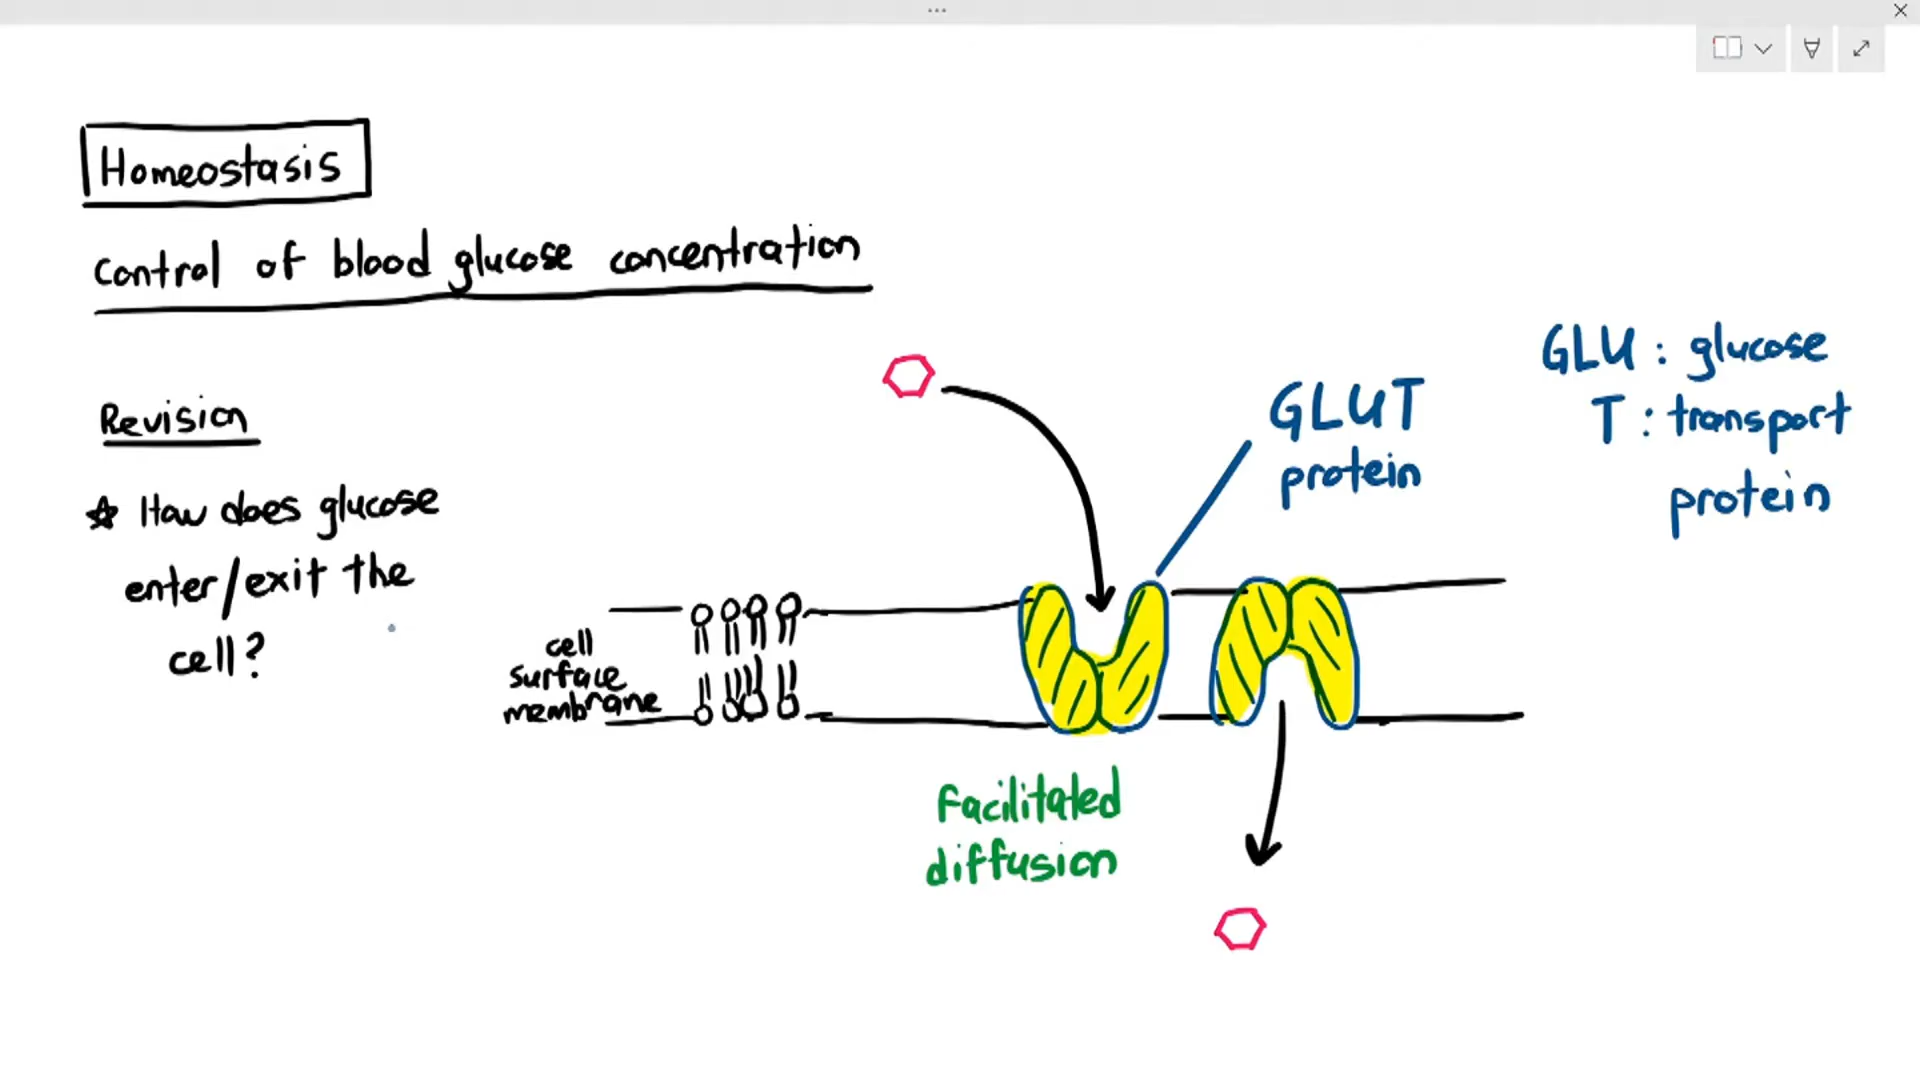 Homeostasis
control of blood glucose concentration
Revision
☆ How does glucose
enter/exit the
cell?
cell
surface
membrane
GLUT
protein
GLU : glucose
T : transport
protein
facilitated
diffusion